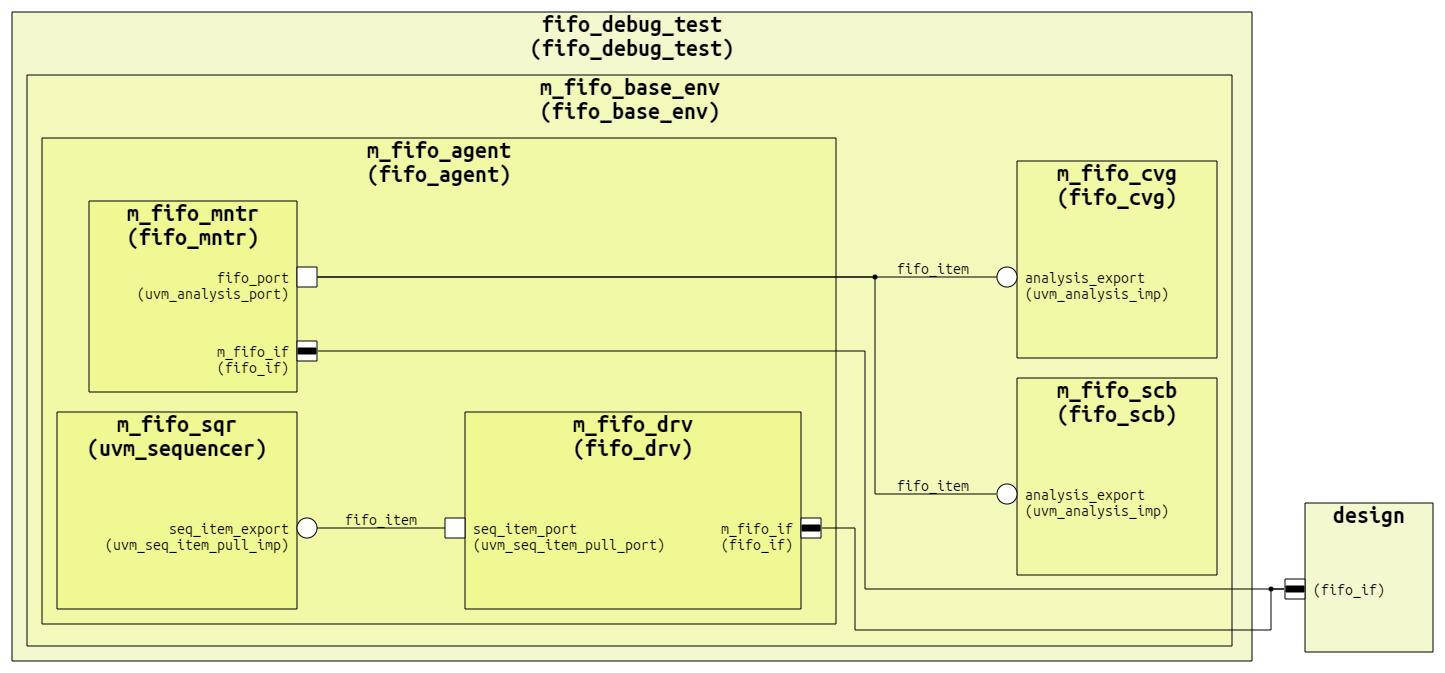 fifo_debug_test
(fifo_debug_test)
m_fifo_base_env
(fifo_base_env)
m_fifo_agent
(fifo_agent)
m_fifo_mntr
(fifo_mntr)
fifo_port
(uvm_analysis_port)
m_fifo_if
(fifo_if)
m_fifo_cvg
(fifo_cvg)
fifo_item
analysis_export
(uvm_analysis_imp)
m_fifo_sqr
(uvm_sequencer)
seq_item_export
(uvm_seq_item_pull_imp)
fifo_item
m_fifo_drv
(fifo_drv)
seq_item_port
(uvm_seq_item_pull_port)
m_fifo_if
(fifo_if)
m_fifo_scb
(fifo_scb)
fifo_item
analysis_export
(uvm_analysis_imp)
design
(fifo_if)